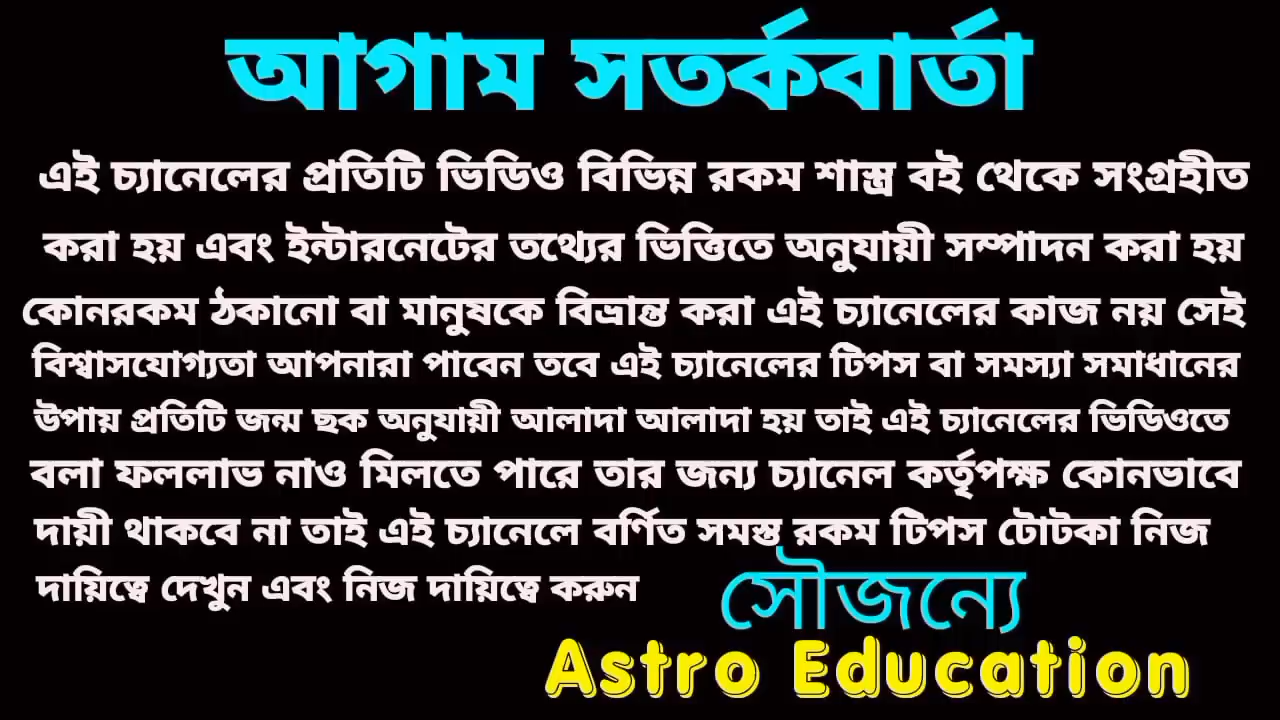 আগাম সতর্কবার্তা
এই চ্যানেলের প্রতিটি ভিডিও বিভিন্ন রকম শাস্ত্র বই থেকে সংগ্রহীত
করা হয় এবং ইন্টারনেটের তথ্যের ভিত্তিতে অনুযায়ী সম্পাদন করা হয়
কোনরকম ঠকানো বা মানুষকে বিভ্রান্ত করা এই চ্যানেলের কাজ নয় সেই
বিশ্বাসযোগ্যতা আপনারা পাবেন তবে এই চ্যানেলের টিপস বা সমস্যা সমাধানের
উপায় প্রতিটি জন্ম ছক অনুযায়ী আলাদা আলাদা হয় তাই এই চ্যানেলের ভিডিওতে
বলা ফললাভ নাও মিলতে পারে তার জন্য চ্যানেল কর্তৃপক্ষ কোনভাবে
দায়ী থাকবে না তাই এই চ্যানেলে বর্ণিত সমস্ত রকম টিপস টোটকা নিজ
দায়িত্বে দেখুন এবং নিজ দায়িত্বে করুন
সৌজন্যে
Astro Education